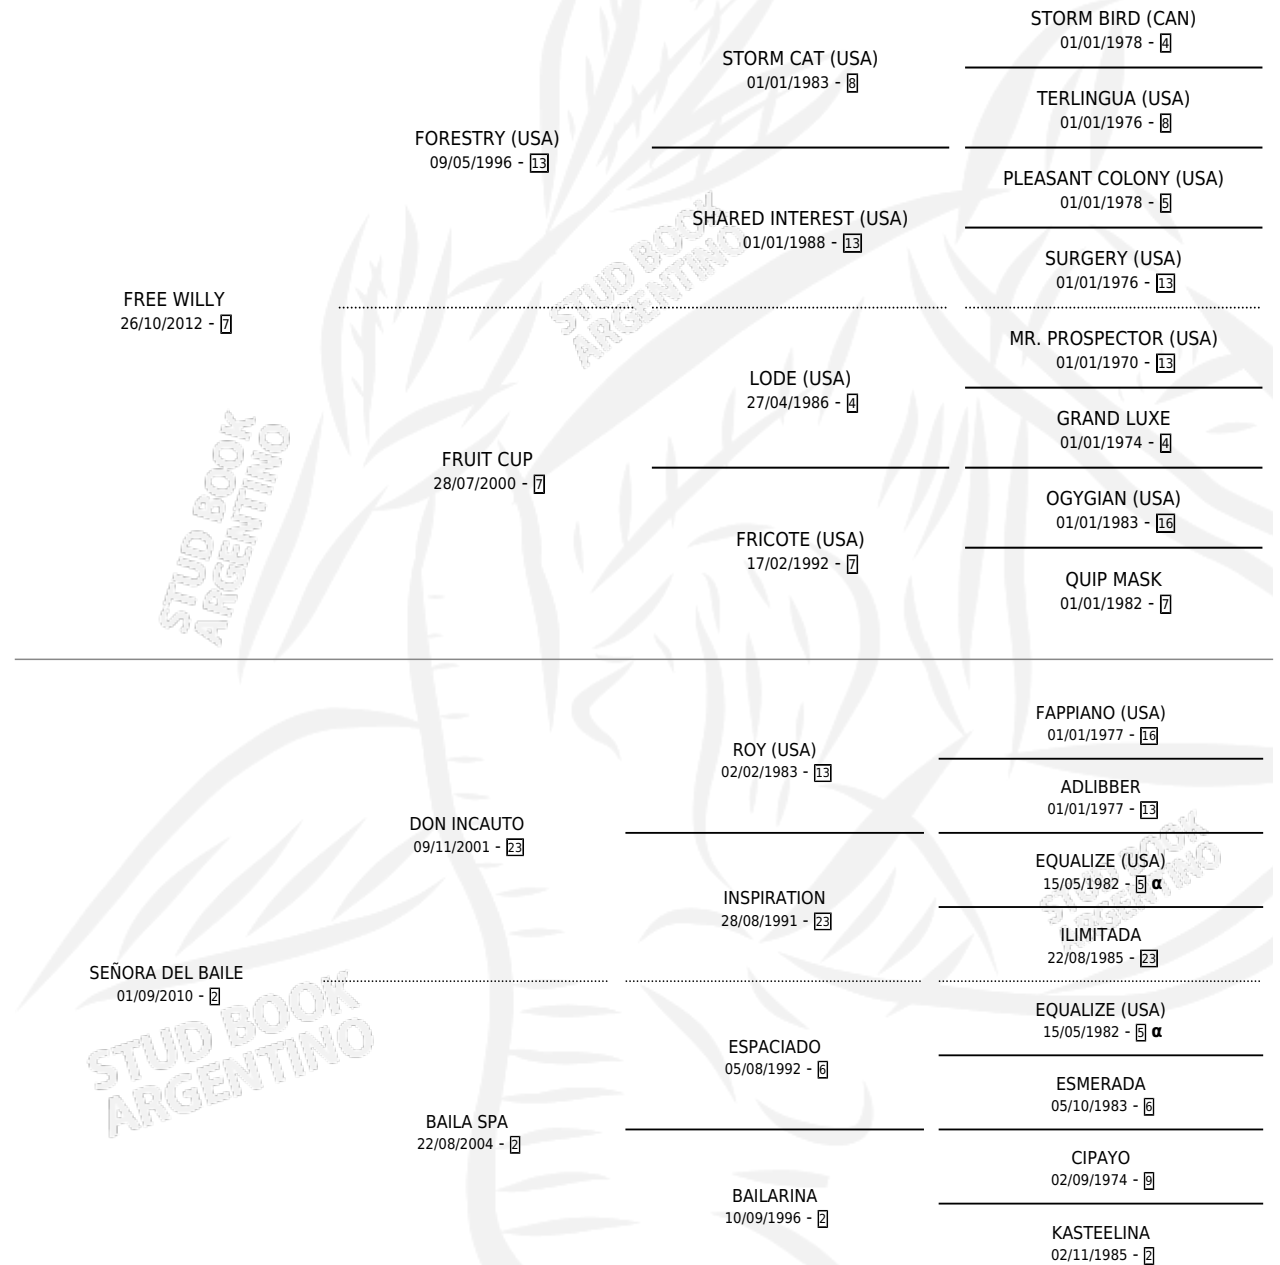 STORM BIRD (CAN)
01/01/1978 - 4
STORM CAT (USA)
01/01/1983 - 8
TERLINGUA (USA)
01/01/1976 - 8
FORESTRY (USA)
09/05/1996 - 13
PLEASANT COLONY (USA)
01/01/1978 - 5
SHARED INTEREST (USA)
01/01/1988 - 13
SURGERY (USA)
01/01/1976 - 13
FREE WILLY
26/10/2012 - 7
MR. PROSPECTOR (USA)
01/01/1970 - 13
LODE (USA)
27/04/1986 - 4
GRAND LUXE
01/01/1974 - 4
FRUIT CUP
28/07/2000 - 7
OGYGIAN (USA)
01/01/1983 - 16
FRICOTE (USA)
17/02/1992 - 7
QUIP MASK
01/01/1982 - 7
STUD BOOK
ARGENTINO
STUD BOOK
ARGENTINO
FAPPIANO (USA)
01/01/1977 - 16
ROY (USA)
02/02/1983 - 13
ADLIBBER
01/01/1977 - 13
DON INCAUTO
09/11/2001 - 23
EQUALIZE (USA)
15/05/1982 - 5 α
INSPIRATION
28/08/1991 - 23
ILIMITADA
22/08/1985 - 23
SEÑORA DEL BAILE
01/09/2010 - 2
EQUALIZE (USA)
15/05/1982 - 5 α
ESPACIADO
05/08/1992 - 6
ESMERADA
05/10/1983 - 6
BAILA SPA
22/08/2004 - 2
CIPAYO
02/09/1974 - 9
BAILARINA
10/09/1996 - 2
KASTEELINA
02/11/1985 - 2
STUD BOOK
ARGENTINO
STUD BOOK
ARGENTINO